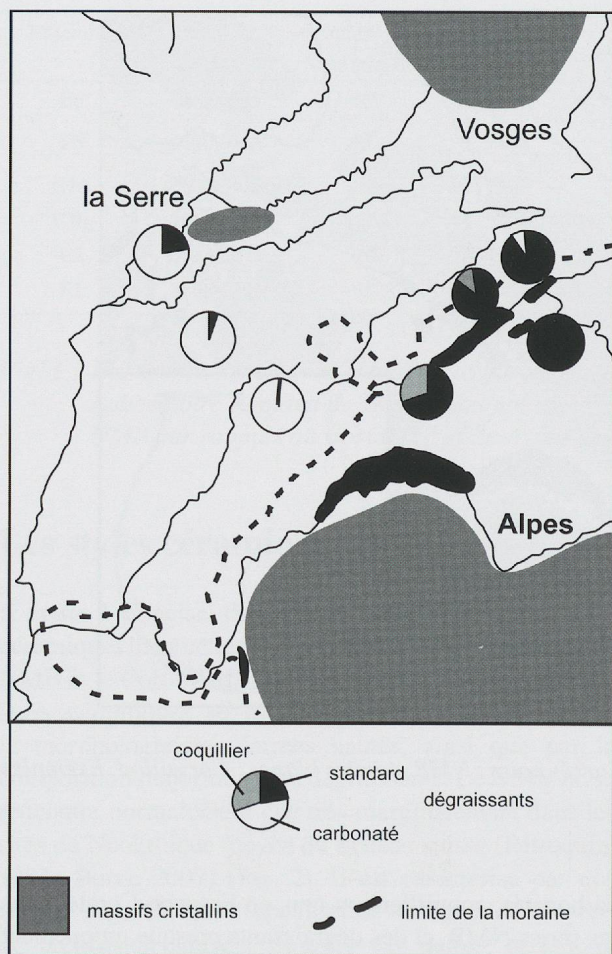 Vosges
la Serre
Alpes
coquillier
standard
dégraissants
carbonaté
massifs cristallins
limite de la moraine